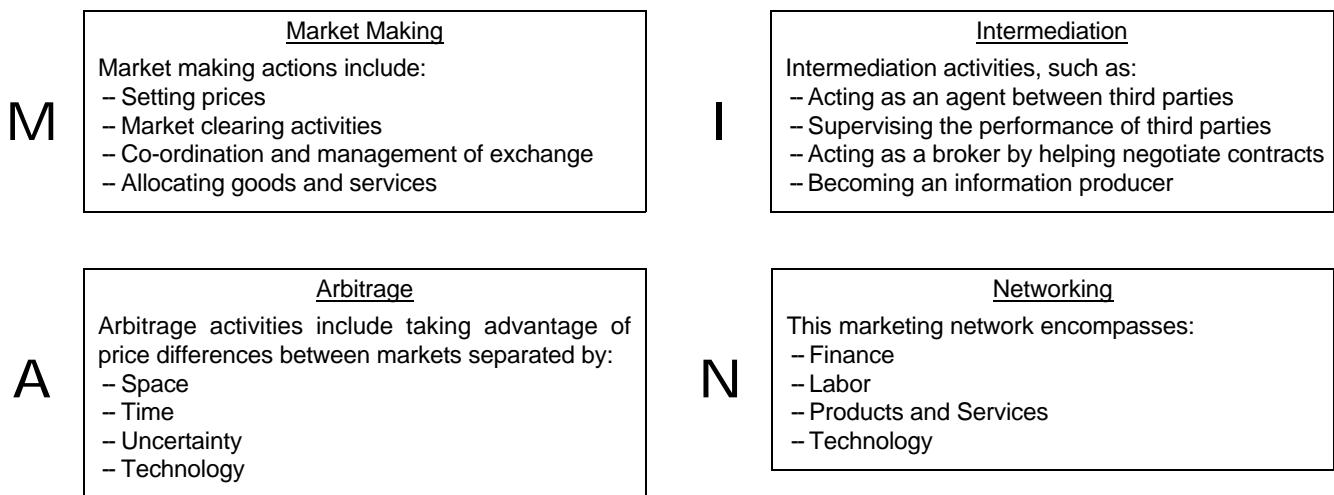 M
Market Making
Market making actions include:
-- Setting prices
-- Market clearing activities
-- Co-ordination and management of exchange
-- Allocating goods and services
I
Intermediation
Intermediation activities, such as:
-- Acting as an agent between third parties
-- Supervising the performance of third parties
-- Acting as a broker by helping negotiate contracts
-- Becoming an information producer
A
Arbitrage
Arbitrage activities include taking advantage of
price differences between markets separated by:
-- Space
-- Time
-- Uncertainty
-- Technology
N
Networking
This marketing network encompasses:
-- Finance
-- Labor
-- Products and Services
-- Technology